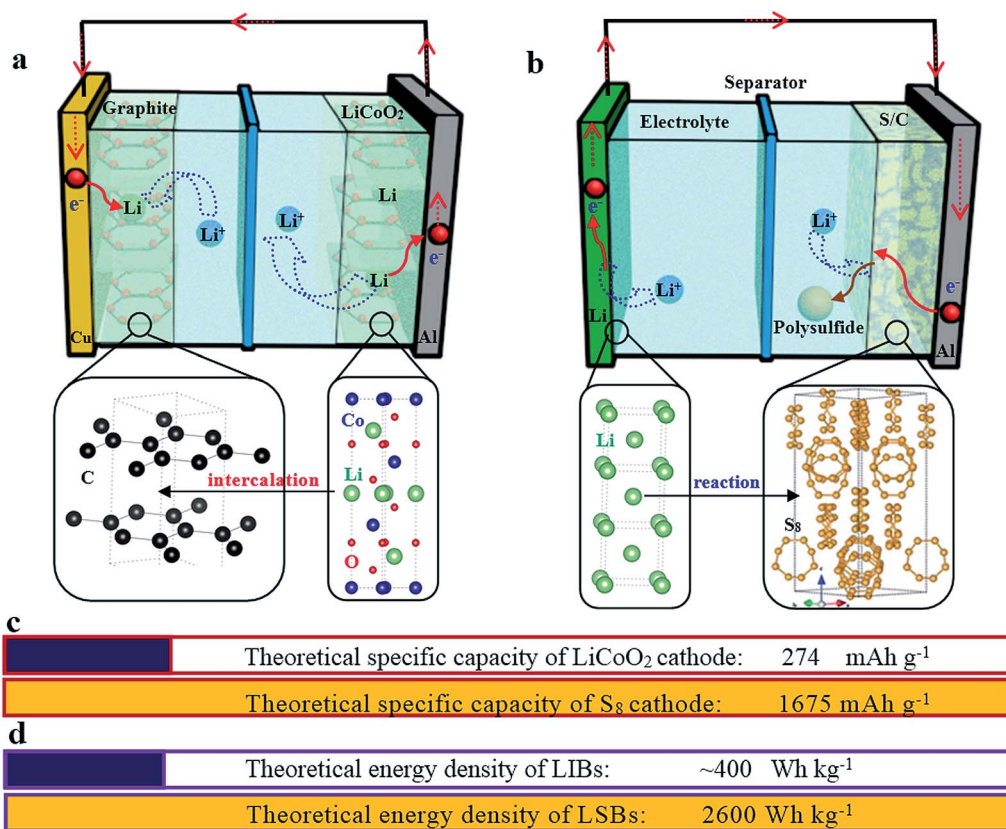 a
Graphite
LiCoO₂
e⁻
Li
Li⁺
Li⁺
Li
Li
e⁻
Cu
Al
C
intercalation
Co
Li
O
b
Separator
Electrolyte
S/C
e⁻
Li⁺
Li⁺
Polysulfide
e⁻
Li
Al
Li
reaction
S₈
c
Theoretical specific capacity of LiCoO₂ cathode: 274 mAh g⁻¹
Theoretical specific capacity of S₈ cathode: 1675 mAh g⁻¹
d
Theoretical energy density of LIBs: ~400 Wh kg⁻¹
Theoretical energy density of LSBs: 2600 Wh kg⁻¹